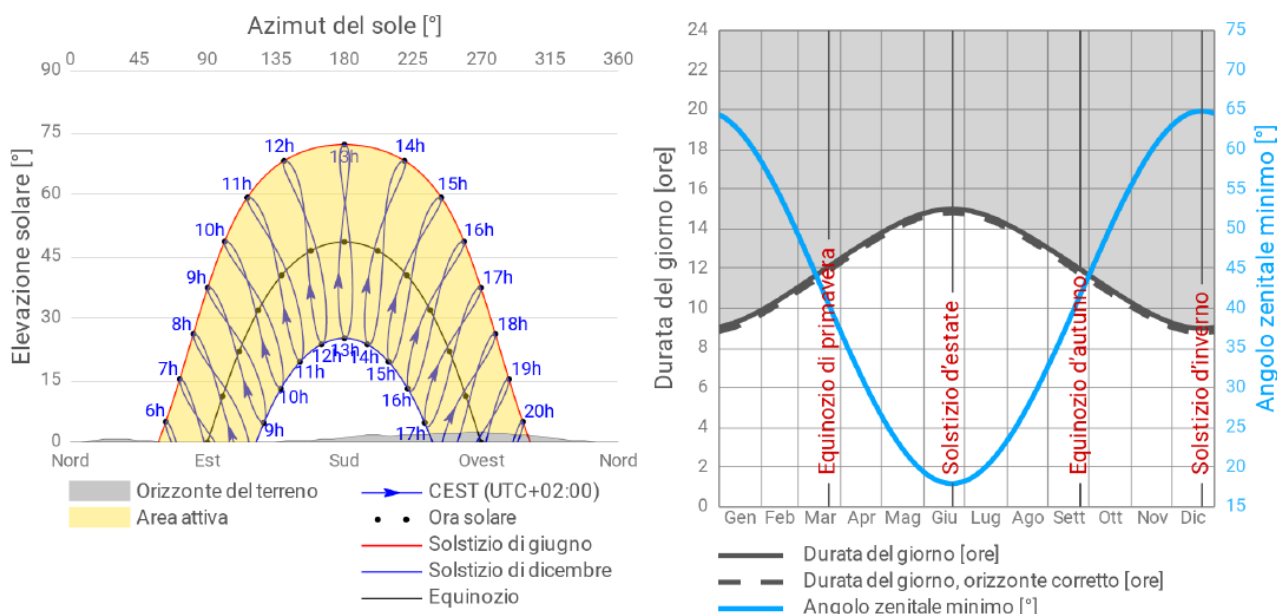 Azimut del sole [°]
0 45 90 135 180 225 270 315 360
Elevazione solare [°]
90
75
60
45
30
15
0
12h 13h 14h
11h 15h
10h 16h
9h 17h
8h 18h
7h 19h
6h 20h
9h 10h 11h 12h 13h 14h 15h 16h 17h
Nord Est Sud Ovest Nord
Orizzonte del terreno
Area attiva
CEST (UTC+02:00)
Ora solare
Solstizio di giugno
Solstizio di dicembre
Equinozio
Durata del giorno [ore]
24
22
20
18
16
14
12
10
8
6
4
2
0
Equinozio di primavera
Solstizio d'estate
Equinozio d'autunno
Solstizio d'inverno
75
70
65
60
55
50
45
40
35
30
25
20
15
Angolo zenitale minimo [°]
Gen Feb Mar Apr Mag Giu Lug Ago Sett Ott Nov Dic
Durata del giorno [ore]
Durata del giorno, orizzonte corretto [ore]
Angolo zenitale minimo [°]